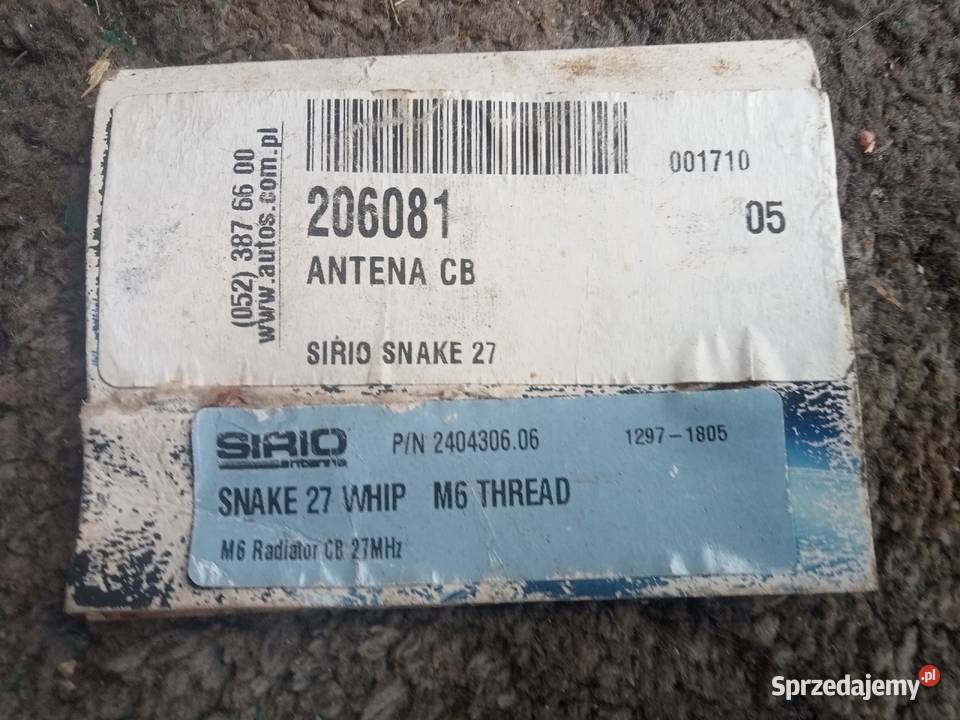 (052) 387 66 00
www.autos.com.pl
001710
206081
05
ANTENA CB
SIRIO SNAKE 27
SIRIO
antenna
P/N 2404306.06
1297-1805
SNAKE 27 WHIP M6 THREAD
M6 Radiator CB 27MHz
Sprzedajemy.pl